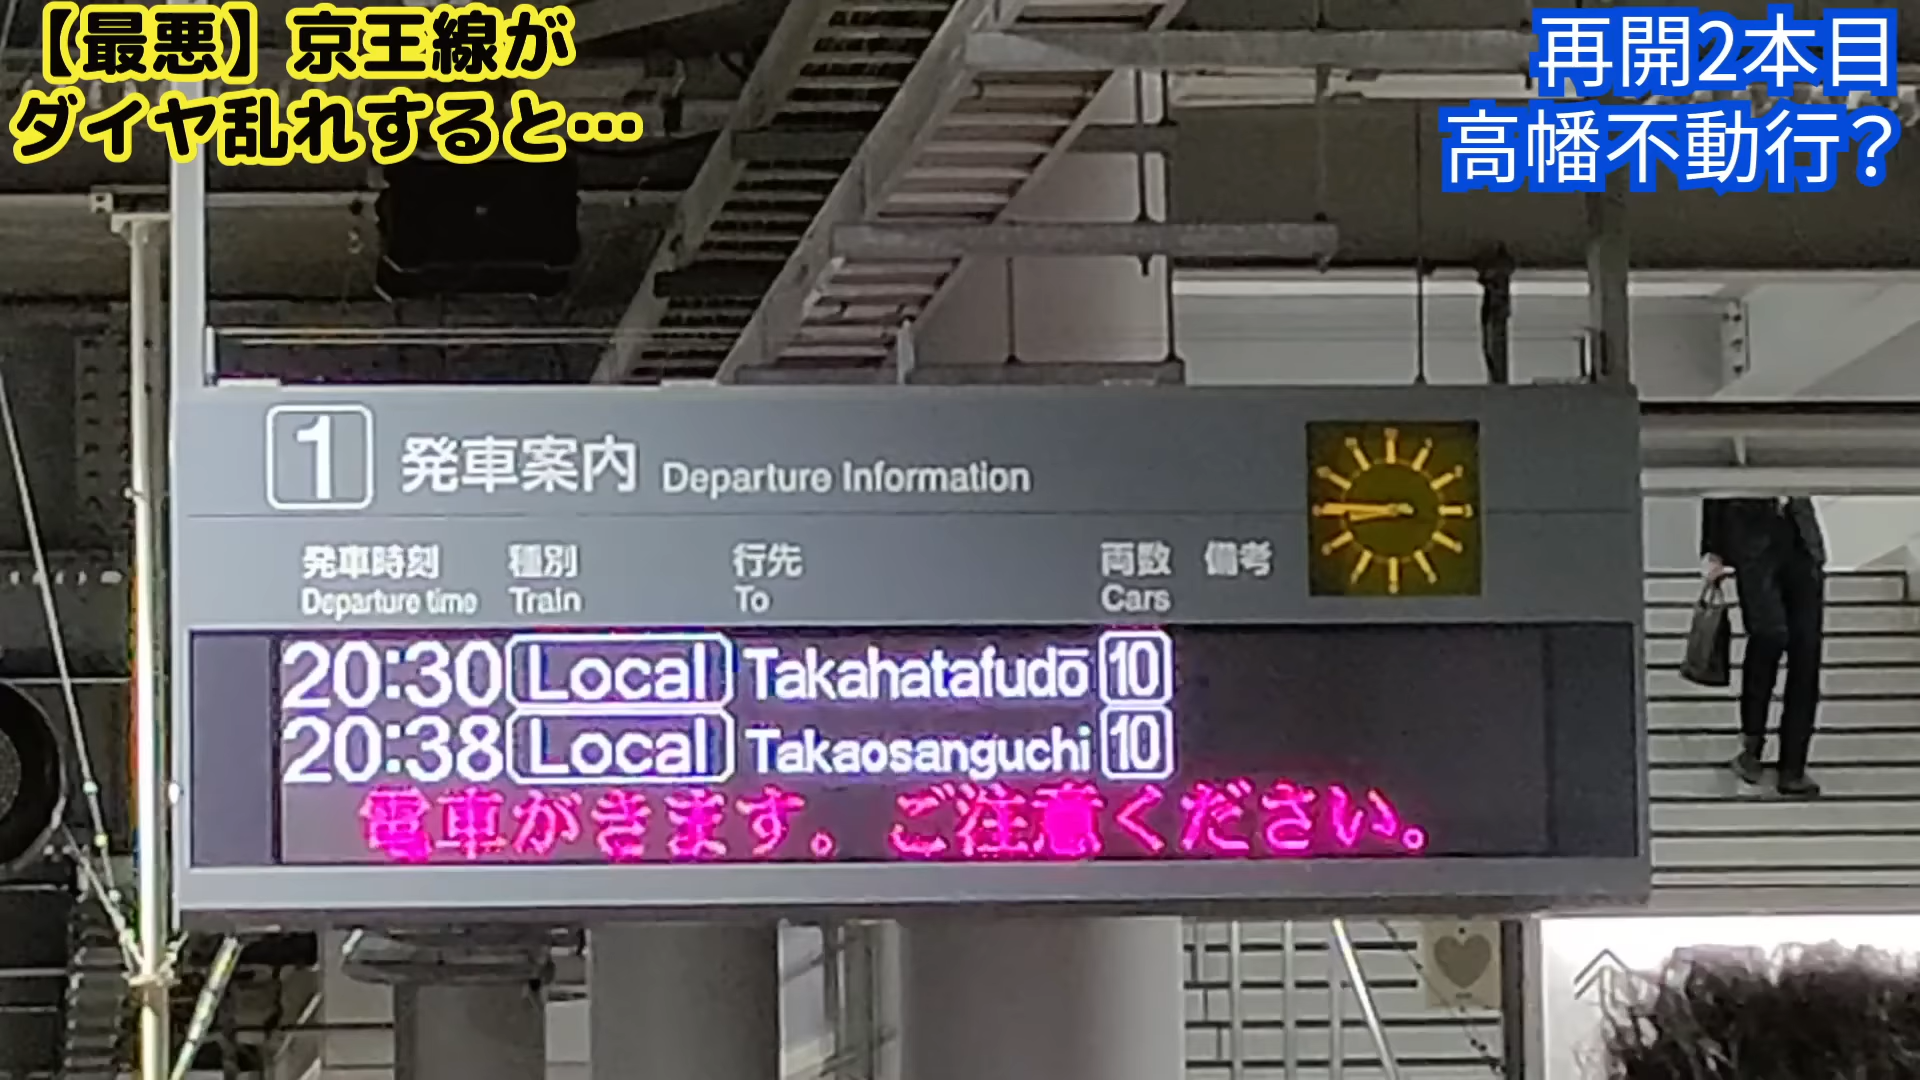 【最悪】京王線が
ダイヤ乱れすると…
再開2本目
高幡不動行？
1 発車案内 Departure Information
発車時刻 種別 行先 両数 備考
Departure time Train To Cars
20:30 Local Takahatafudō 10
20:38 Local Takaosanguchi 10
電車がきます。ご注意ください。